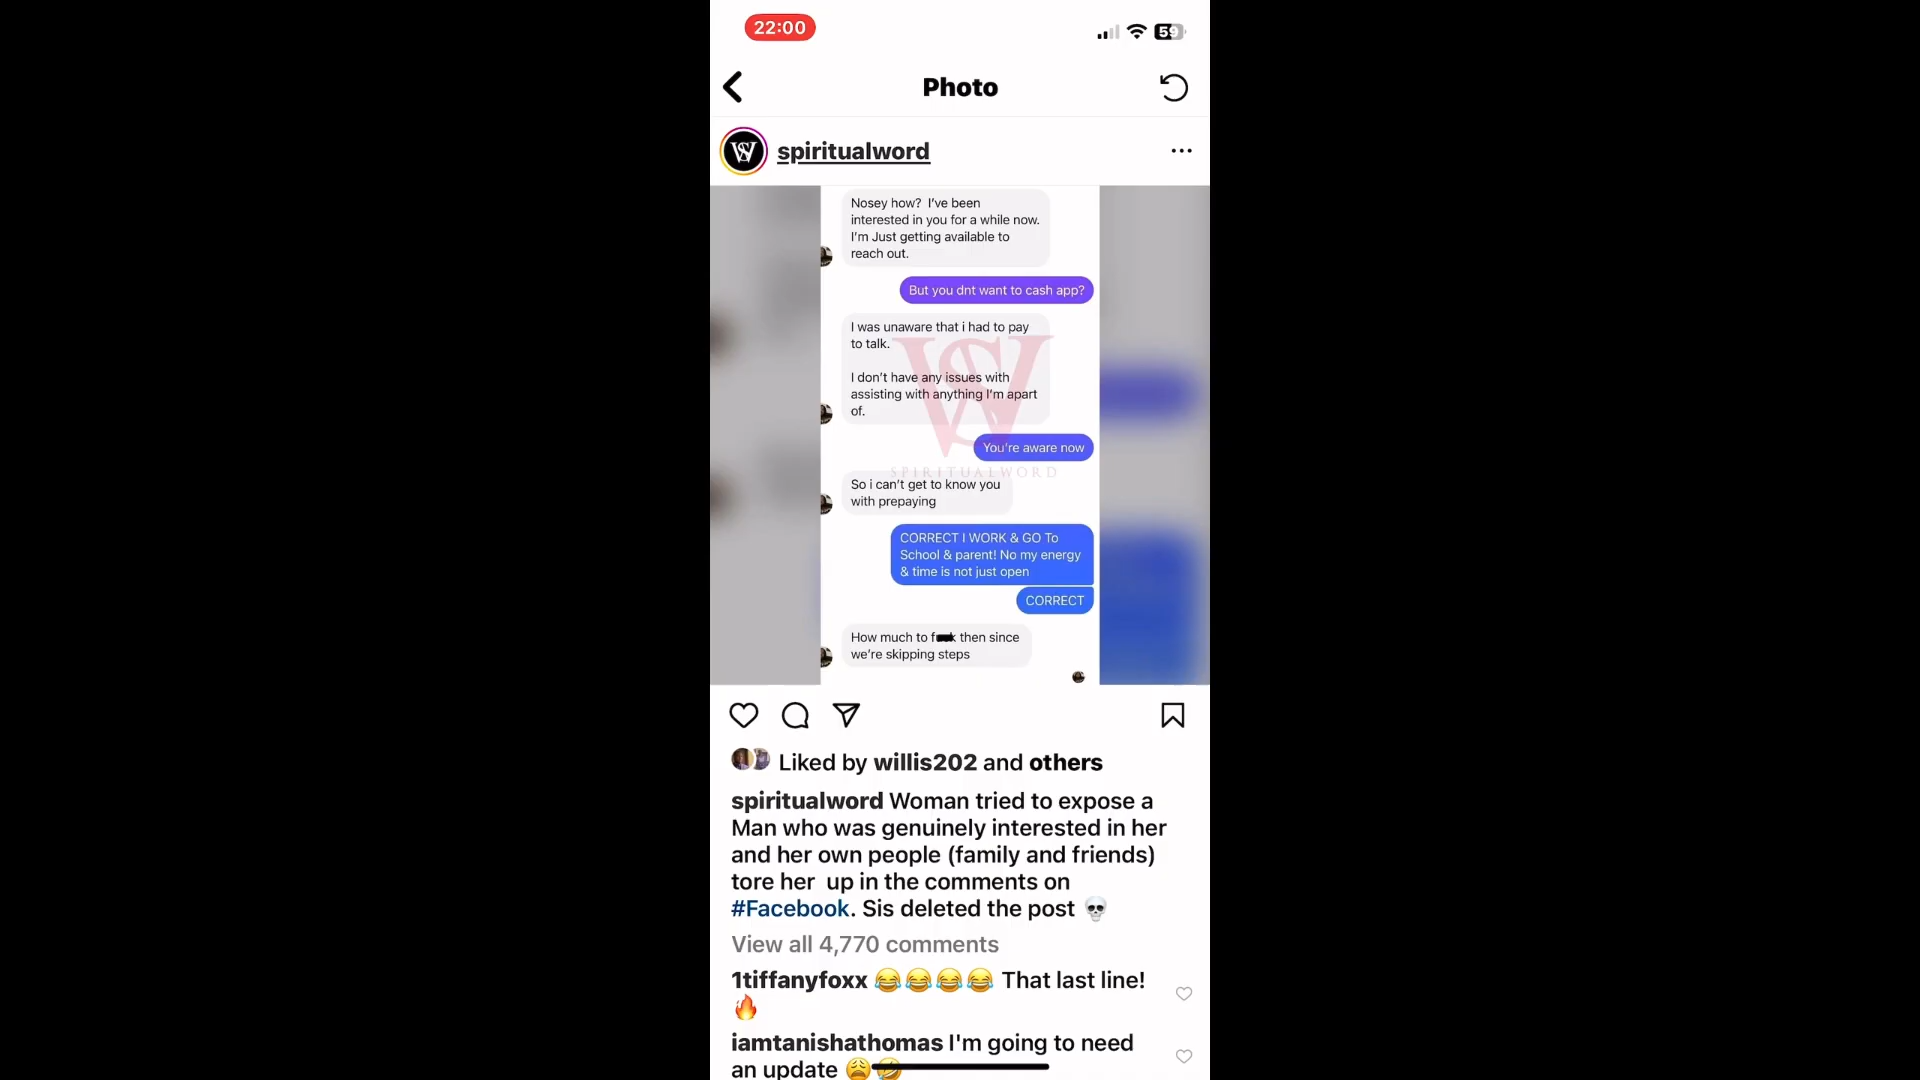 22:00
59
Photo
spiritualword
Nosey how? I've been
interested in you for a while now.
I'm Just getting available to
reach out.
But you dnt want to cash app?
I was unaware that i had to pay
to talk.
I don't have any issues with
assisting with anything I'm apart
of.
You're aware now
SPIRITUALWORD
So i can't get to know you
with prepaying
CORRECT I WORK & GO To
School & parent! No my energy
& time is not just open
CORRECT
How much to f k then since
we're skipping steps
Liked by willis202 and others
spiritualword Woman tried to expose a
Man who was genuinely interested in her
and her own people (family and friends)
tore her up in the comments on
#Facebook. Sis deleted the post 💀
View all 4,770 comments
1tiffanyfoxx 😂😂😂😂 That last line!
🔥
iamtanishathomas I'm going to need
an update 😩🤣